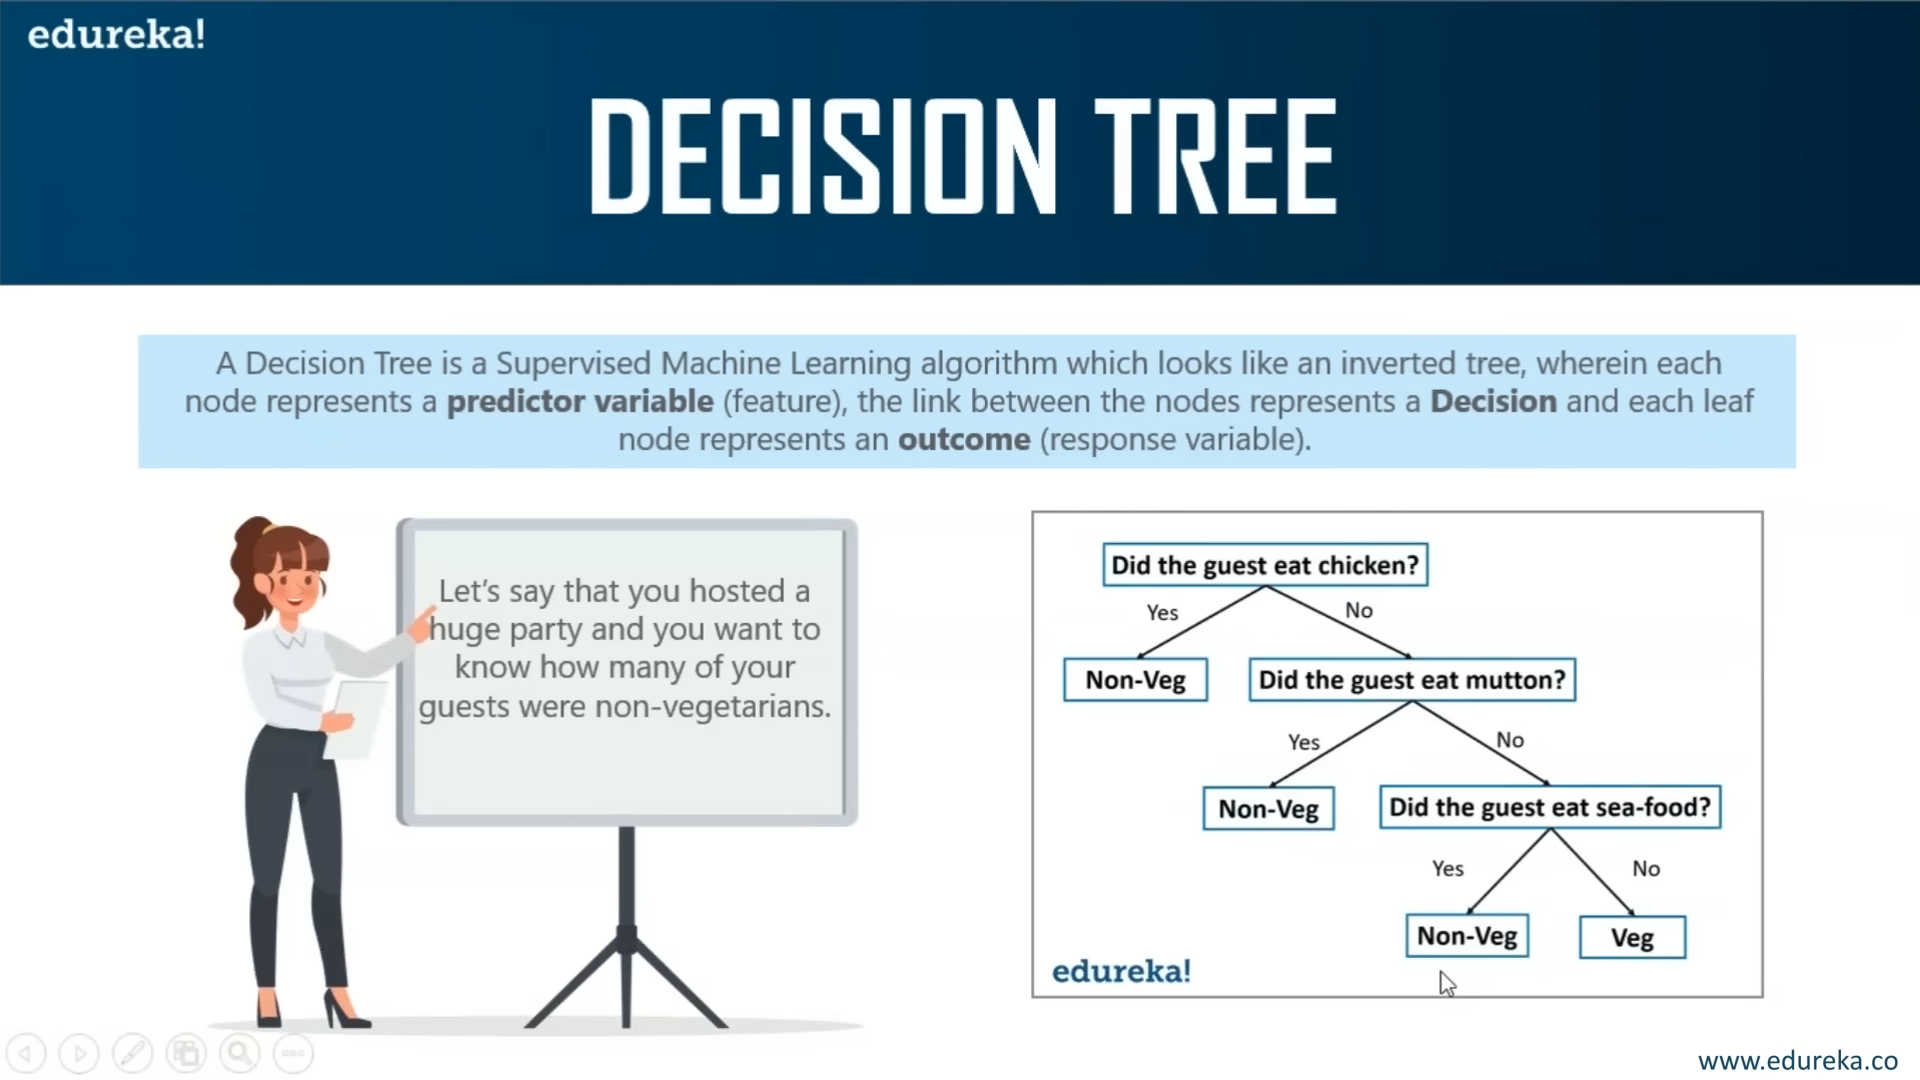 edureka!
DECISION TREE
A Decision Tree is a Supervised Machine Learning algorithm which looks like an inverted tree, wherein each
node represents a predictor variable (feature), the link between the nodes represents a Decision and each leaf
node represents an outcome (response variable).
Let's say that you hosted a
huge party and you want to
know how many of your
guests were non-vegetarians.
Did the guest eat chicken?
Yes No
Non-Veg Did the guest eat mutton?
Yes No
Non-Veg Did the guest eat sea-food?
Yes No
Non-Veg Veg
edureka!
www.edureka.co